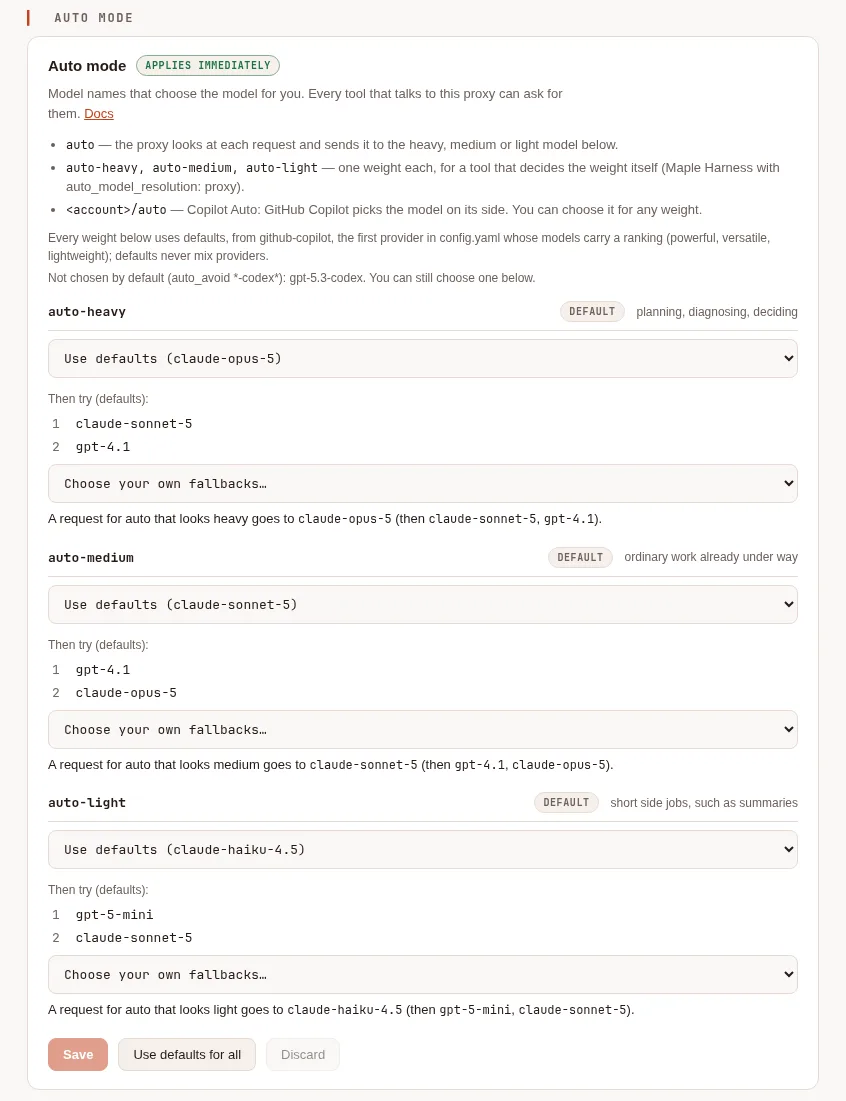 AUTO MODE
Auto mode APPLIES IMMEDIATELY
Model names that choose the model for you. Every tool that talks to this proxy can ask for
them. Docs
• auto — the proxy looks at each request and sends it to the heavy, medium or light model below.
• auto-heavy, auto-medium, auto-light — one weight each, for a tool that decides the weight itself (Maple Harness with
auto_model_resolution: proxy).
• <account>/auto — Copilot Auto: GitHub Copilot picks the model on its side. You can choose it for any weight.
Every weight below uses defaults, from github-copilot, the first provider in config.yaml whose models carry a ranking (powerful, versatile,
lightweight); defaults never mix providers.
Not chosen by default (auto_avoid *-codex*): gpt-5.3-codex. You can still choose one below.
auto-heavy DEFAULT planning, diagnosing, deciding
Use defaults (claude-opus-5)
Then try (defaults):
1 claude-sonnet-5
2 gpt-4.1
Choose your own fallbacks…
A request for auto that looks heavy goes to claude-opus-5 (then claude-sonnet-5, gpt-4.1).
auto-medium DEFAULT ordinary work already under way
Use defaults (claude-sonnet-5)
Then try (defaults):
1 gpt-4.1
2 claude-opus-5
Choose your own fallbacks…
A request for auto that looks medium goes to claude-sonnet-5 (then gpt-4.1, claude-opus-5).
auto-light DEFAULT short side jobs, such as summaries
Use defaults (claude-haiku-4.5)
Then try (defaults):
1 gpt-5-mini
2 claude-sonnet-5
Choose your own fallbacks…
A request for auto that looks light goes to claude-haiku-4.5 (then gpt-5-mini, claude-sonnet-5).
Save Use defaults for all Discard